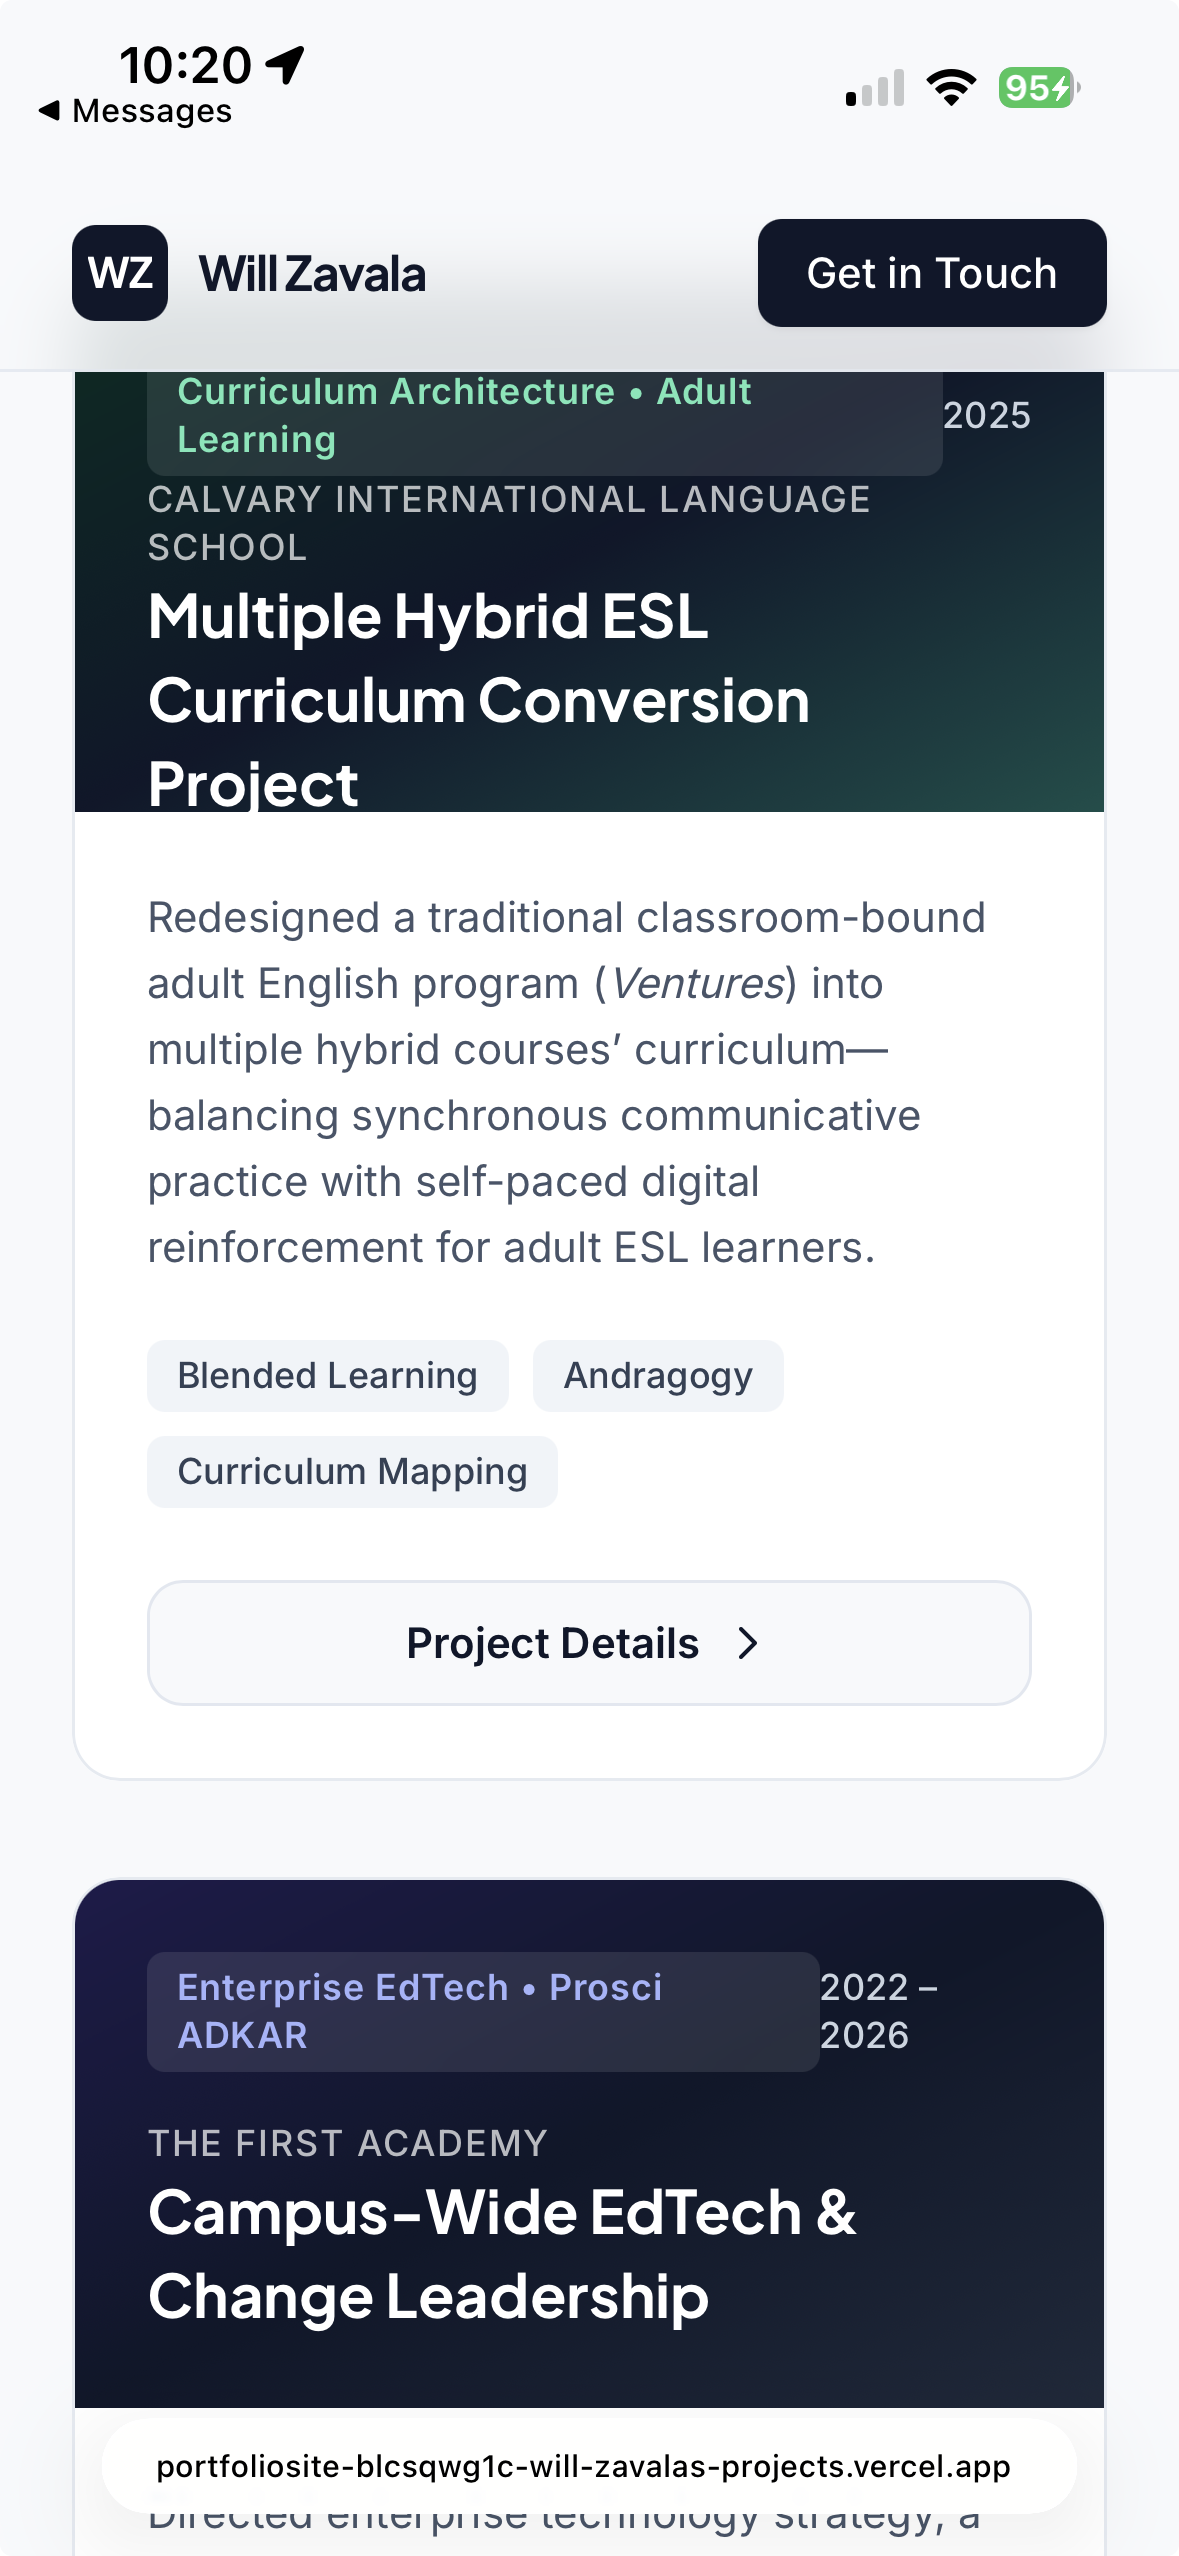 10:20
Messages
95
WZ
Will Zavala
Get in Touch
Curriculum Architecture • Adult
Learning
2025
CALVARY INTERNATIONAL LANGUAGE
SCHOOL
Multiple Hybrid ESL
Curriculum Conversion
Project
Redesigned a traditional classroom-bound
adult English program (Ventures) into
multiple hybrid courses’ curriculum—
balancing synchronous communicative
practice with self-paced digital
reinforcement for adult ESL learners.
Blended Learning
Andragogy
Curriculum Mapping
Project Details
Enterprise EdTech • Prosci
ADKAR
2022 –
2026
THE FIRST ACADEMY
Campus-Wide EdTech &
Change Leadership
portfoliosite-blcsqwg1c-will-zavalas-projects.vercel.app
Directed enterprise technology strategy, a